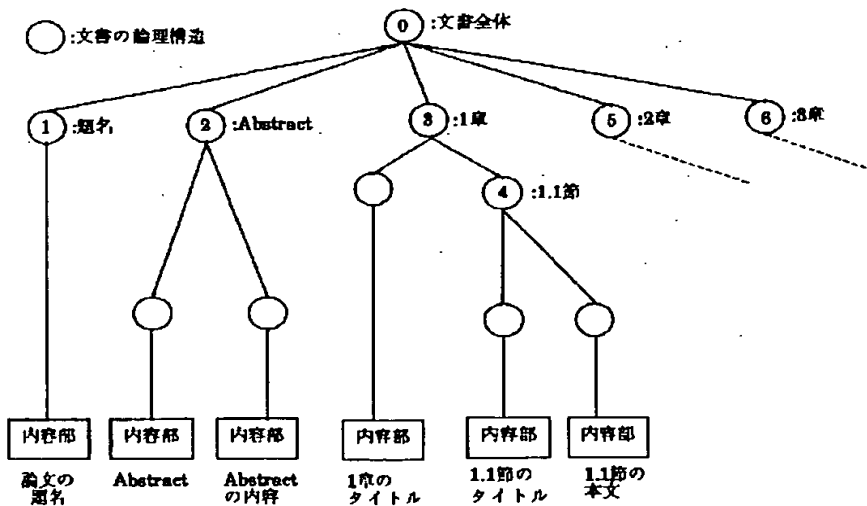 0 :文書全体
:文書の論理構造
1 :題名
2 :Abstract
3 :1章
5 :2章
6 :3章
4 :1.1節
内容部
内容部
内容部
内容部
内容部
内容部
論文の
題名
Abstract
Abstract
の内容
1章の
タイトル
1.1節の
タイトル
1.1節の
本文